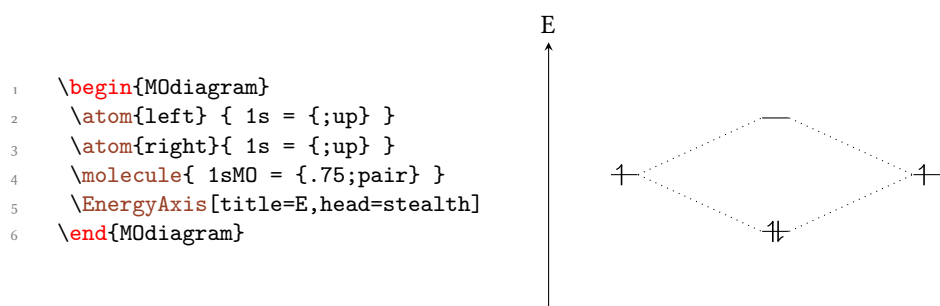 1 \begin{MOdiagram}
2 \atom{left} { 1s = {;up} }
3 \atom{right}{ 1s = {;up} }
4 \molecule{ 1sMO = {.75;pair} }
5 \EnergyAxis[title=E,head=stealth]
6 \end{MOdiagram}
E